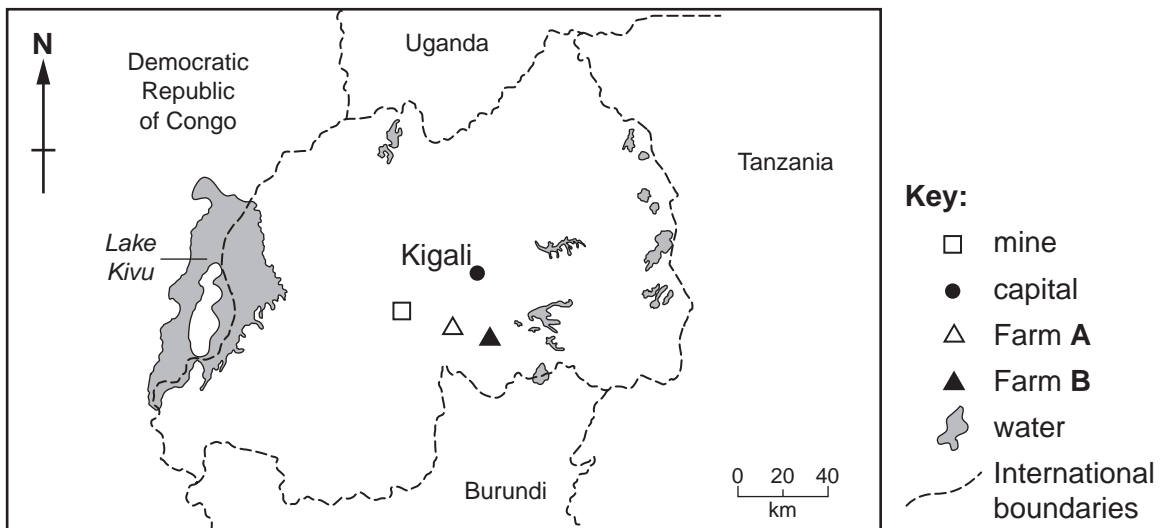 N
Democratic
Republic
of Congo
Uganda
Tanzania
Lake
Kivu
Kigali
Burundi
0 20 40
km
Key:
mine
capital
Farm A
Farm B
water
International
boundaries